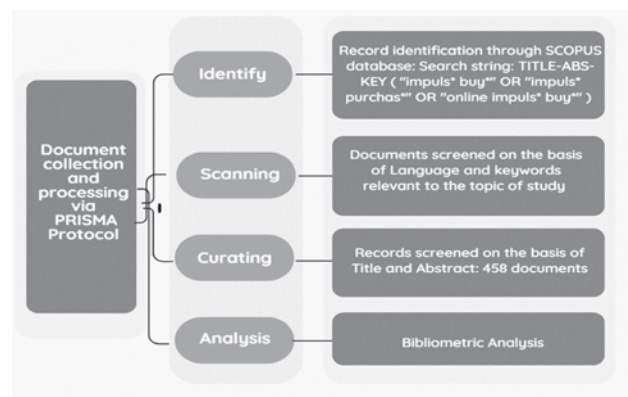 Document
collection
and
processing
via
PRISMA
Protocol
Identify
Record identification through SCOPUS
database: Search string: TITLE-ABS-
KEY ( "impuls* buy*" OR "impuls*
purchas*" OR "online impuls* buy*" )
Scanning
Documents screened on the basis
of Language and keywords
relevant to the topic of study
Curating
Records screened on the basis of
Title and Abstract: 458 documents
Analysis
Bibliometric Analysis